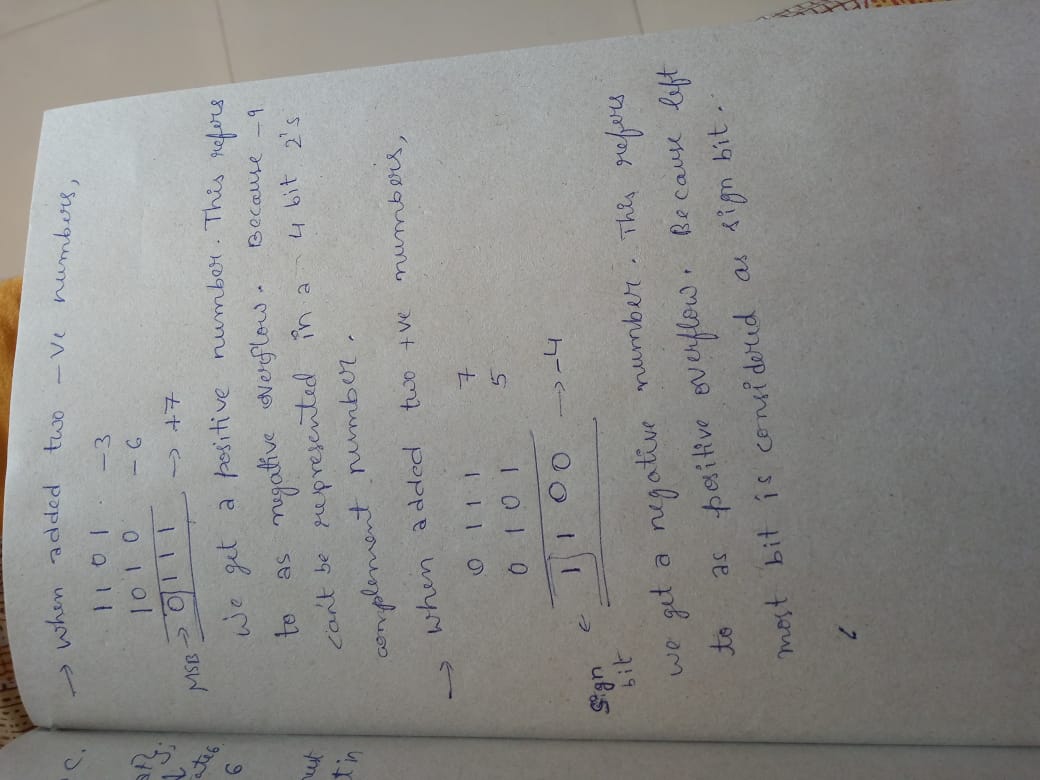 → when added two -ve numbers,
1 1 0 1 -3
1 0 1 0 -6
MSB → 0 1 1 1 → +7
we get a positive number. This refers
to as negative overflow. Because -9
can't be represented in a 4 bit 2's
complement number.
→ when added two +ve numbers,
0 1 1 1 7
0 1 0 1 5
Sign bit ← 1 1 0 0 → -4
we get a negative number. This refers
to as positive overflow. Because left
most bit is considered as sign bit.